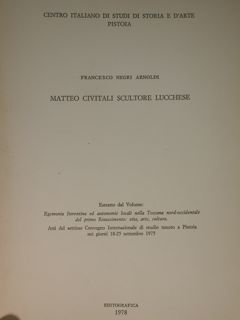 CENTRO ITALIANO DI STUDI DI STORIA E D'ARTE
PISTOIA
FRANCESCO NEGRI ARNOLDI
MATTEO CIVITALI SCULTORE LUCCHESE
Estratto dal Volume:
Egemonia fiorentina ed autonomie locali nella Toscana nord-occidentale
del primo Rinascimento: vita, arte, cultura.
Atti del settimo Convegno Internazionale di studio tenuto a Pistoia
nei giorni 18-25 settembre 1975
EDITOGRAFICA
1978